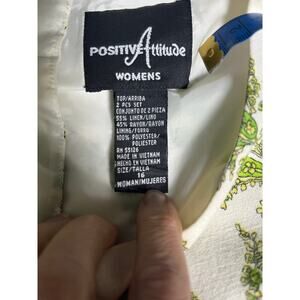 POSITIVE Attitude
WOMENS
TOP/ARRIBA
2 PCS SET
CONJUNTO DE 2 PIEZA
55% LINEN/LINO
45% RAYON/RAYON
LINING/FORRO
100% POLYESTER/
POLIESTER
RN 55126
MADE IN VIETNAM
HECHO EN VIETNAM
SIZE/TALLA
16
WOMAN/MUJERES